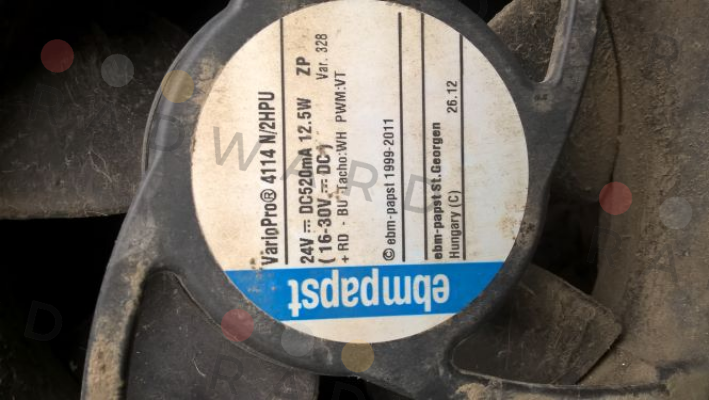 VarioPro® 4114 N/2HPU
24V ⎓ DC520mA 12.5W ZP
( 16-30V ⎓ DC ) Var. 328
+ RD - BU Tacho:WH PWM:VT
© ebm-papst 1999-2011
ebm-papst St.Georgen
Hungary (C) 26.12
ebmpapst